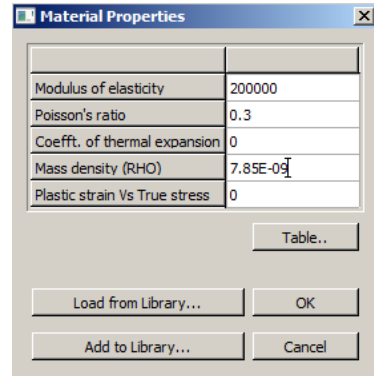 Material Properties
Modulus of elasticity 200000
Poisson's ratio 0.3
Coefft. of thermal expansion 0
Mass density (RHO) 7.85E-09
Plastic strain Vs True stress 0
Table..
Load from Library... OK
Add to Library... Cancel